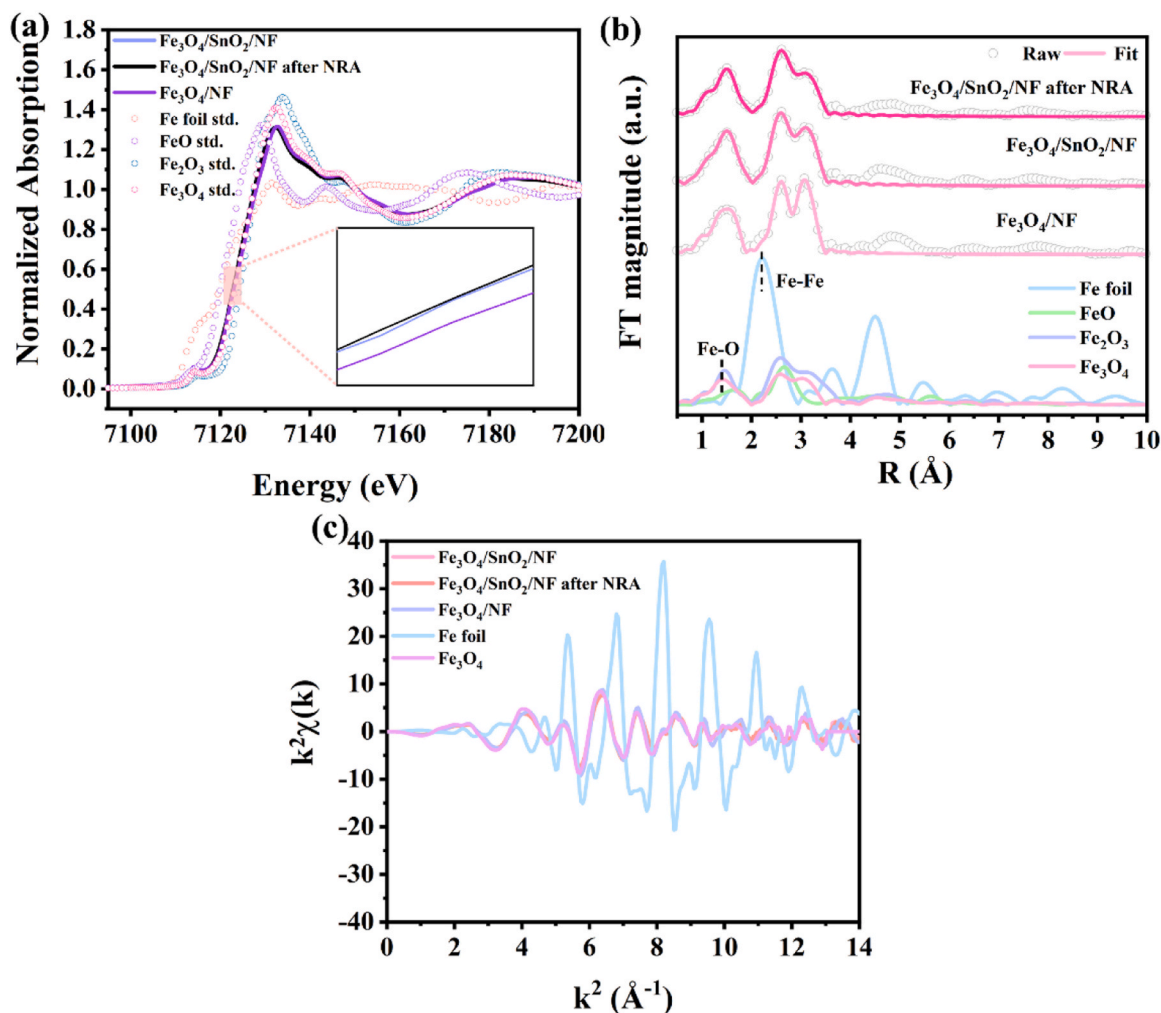 (a)
Normalized Absorption
1.8
1.6
1.4
1.2
1.0
0.8
0.6
0.4
0.2
0.0
Fe₃O₄/SnO₂/NF
Fe₃O₄/SnO₂/NF after NRA
Fe₃O₄/NF
Fe foil std.
FeO std.
Fe₂O₃ std.
Fe₃O₄ std.
7100 7120 7140 7160 7180 7200
Energy (eV)
(b)
FT magnitude (a.u.)
Raw Fit
Fe₃O₄/SnO₂/NF after NRA
Fe₃O₄/SnO₂/NF
Fe₃O₄/NF
Fe-Fe
Fe-O
Fe foil
FeO
Fe₂O₃
Fe₃O₄
1 2 3 4 5 6 7 8 9 10
R (Å)
(c)
k²χ(k)
40
30
20
10
0
-10
-20
-30
-40
Fe₃O₄/SnO₂/NF
Fe₃O₄/SnO₂/NF after NRA
Fe₃O₄/NF
Fe foil
Fe₃O₄
0 2 4 6 8 10 12 14
k² (Å⁻¹)